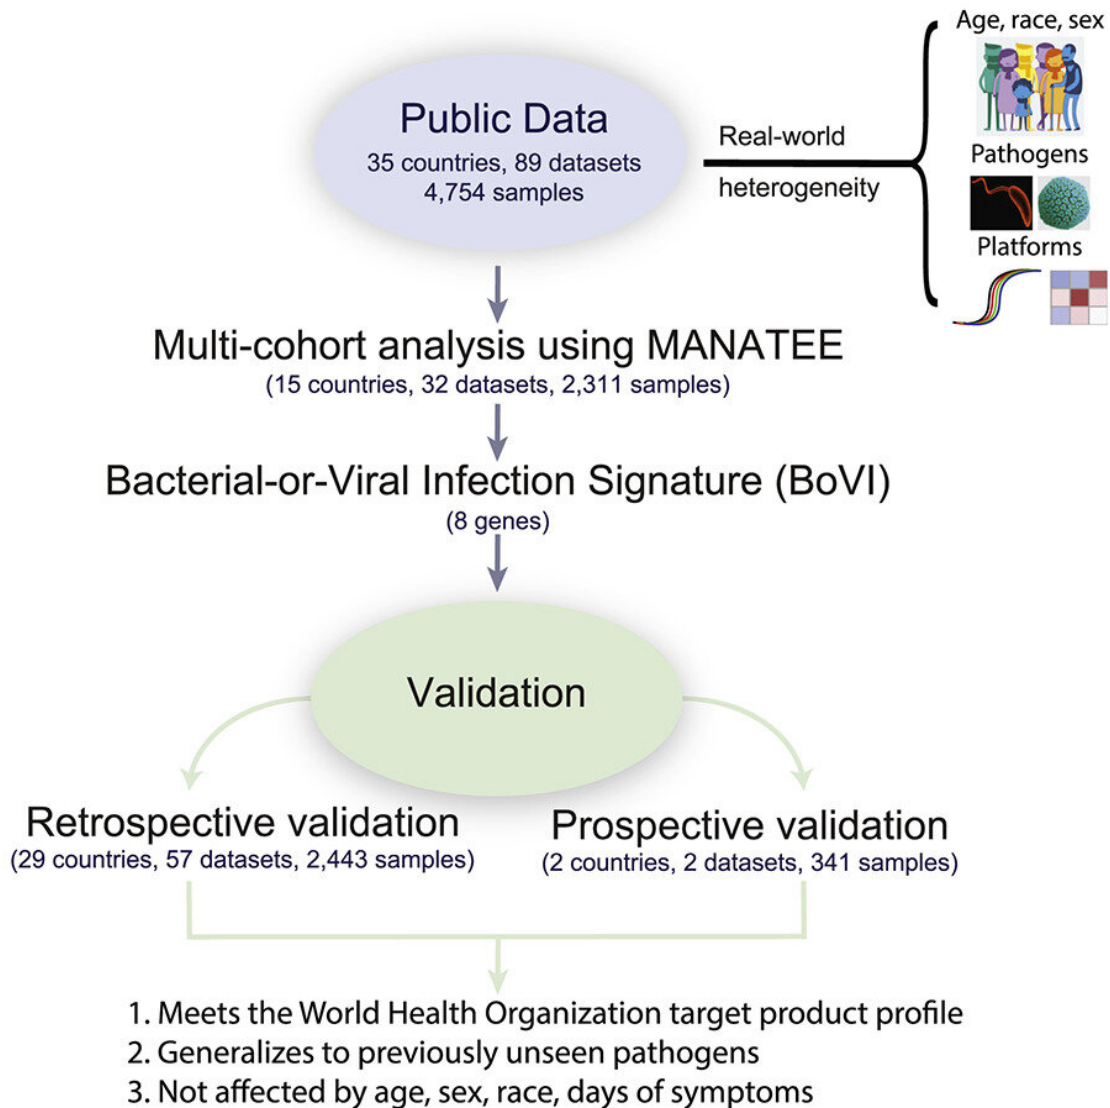 Age, race, sex
Public Data
35 countries, 89 datasets
4,754 samples
Real-world
heterogeneity
Pathogens
Platforms
Multi-cohort analysis using MANATEE
(15 countries, 32 datasets, 2,311 samples)
Bacterial-or-Viral Infection Signature (BoVI)
(8 genes)
Validation
Retrospective validation
(29 countries, 57 datasets, 2,443 samples)
Prospective validation
(2 countries, 2 datasets, 341 samples)
1. Meets the World Health Organization target product profile
2. Generalizes to previously unseen pathogens
3. Not affected by age, sex, race, days of symptoms